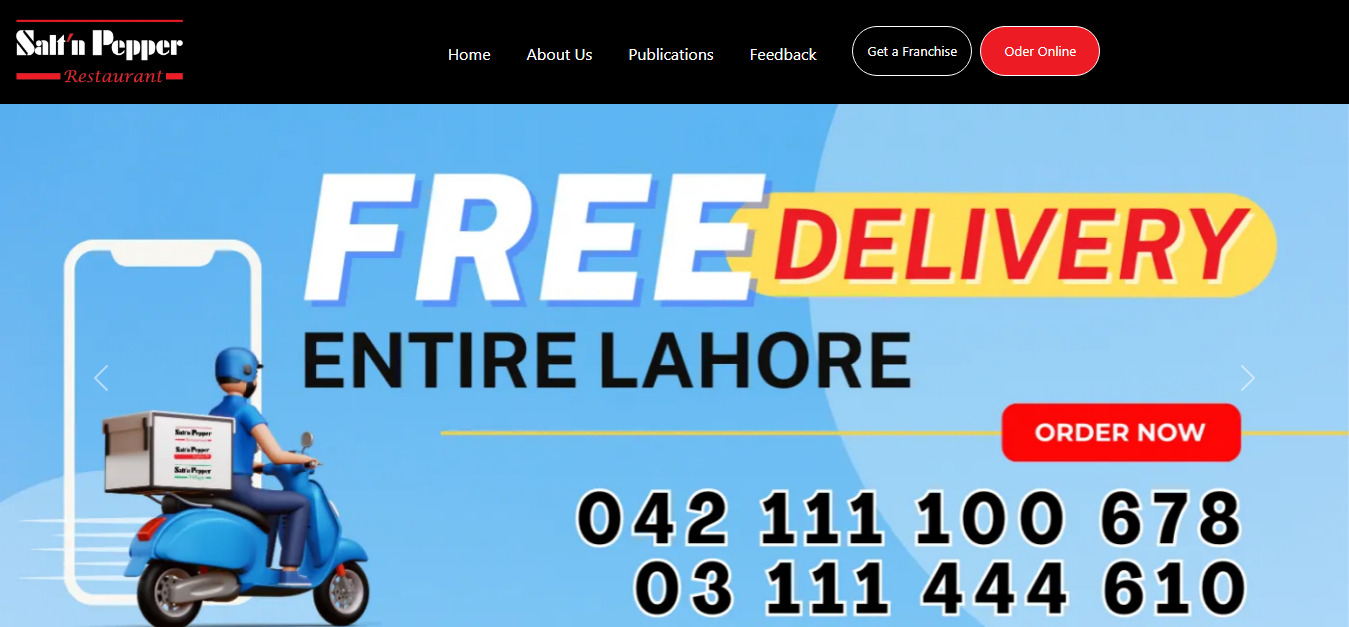 Salt'n Pepper
Restaurant
Home About Us Publications Feedback Get a Franchise Oder Online
FREE DELIVERY
ENTIRE LAHORE
ORDER NOW
Salt'n Pepper
Salt'n Pepper
Salt'n Pepper
Village
042 111 100 678
03 111 444 610